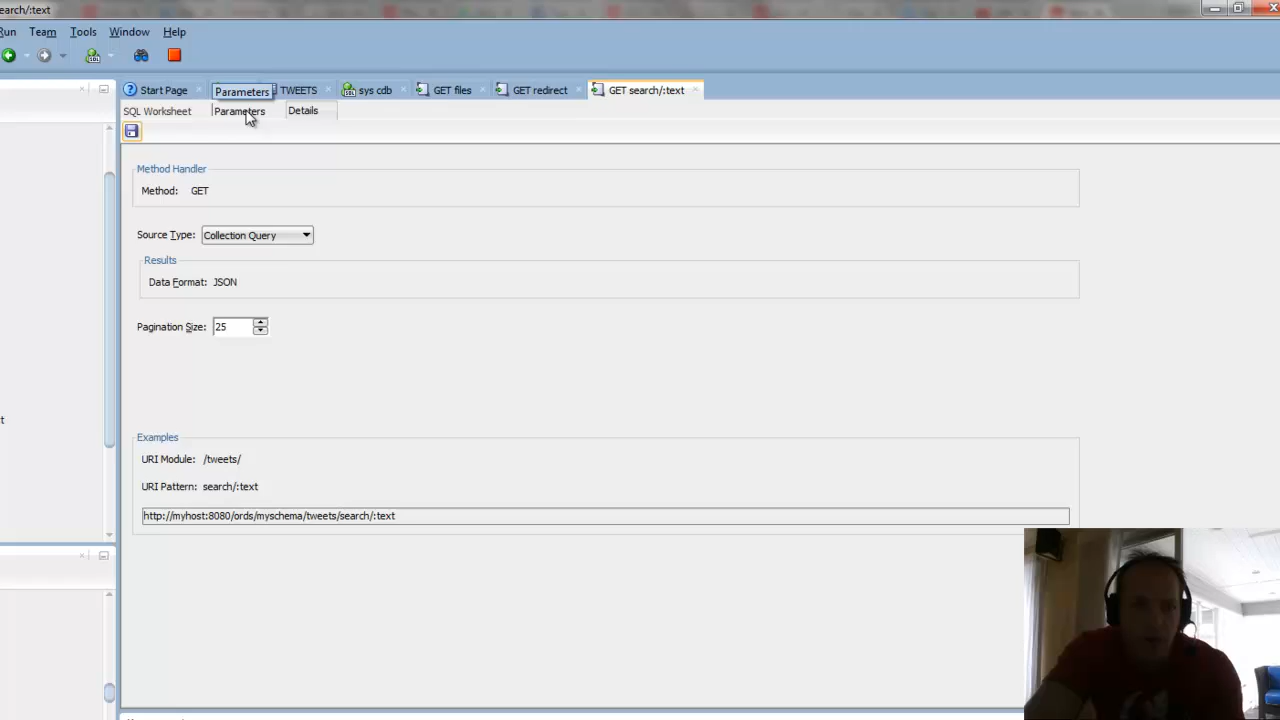 search/:text
Run Team Tools Window Help
Start Page Parameters TWEETS sys cdb GET files GET redirect GET search/:text
SQL Worksheet Parameters Details
Method Handler
Method: GET
Source Type: Collection Query
Results
Data Format: JSON
Pagination Size: 25
t
Examples
URI Module: /tweets/
URI Pattern: search/:text
http://myhost:8080/ords/myschema/tweets/search/:text